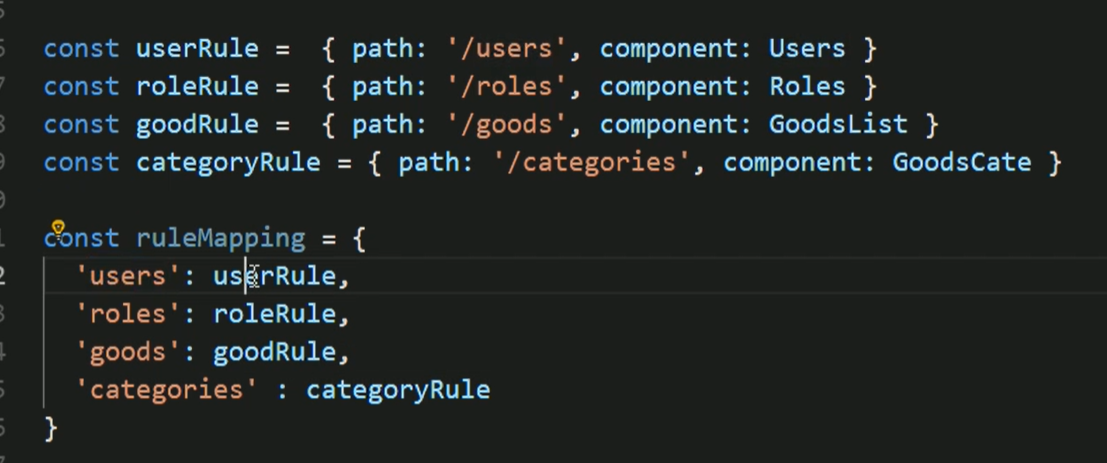 const userRule =  { path: '/users', component: Users }
const roleRule =  { path: '/roles', component: Roles }
const goodRule =  { path: '/goods', component: GoodsList }
const categoryRule = { path: '/categories', component: GoodsCate }
const ruleMapping = {
'users': userRule,
'roles': roleRule,
'goods': goodRule,
'categories' : categoryRule
}